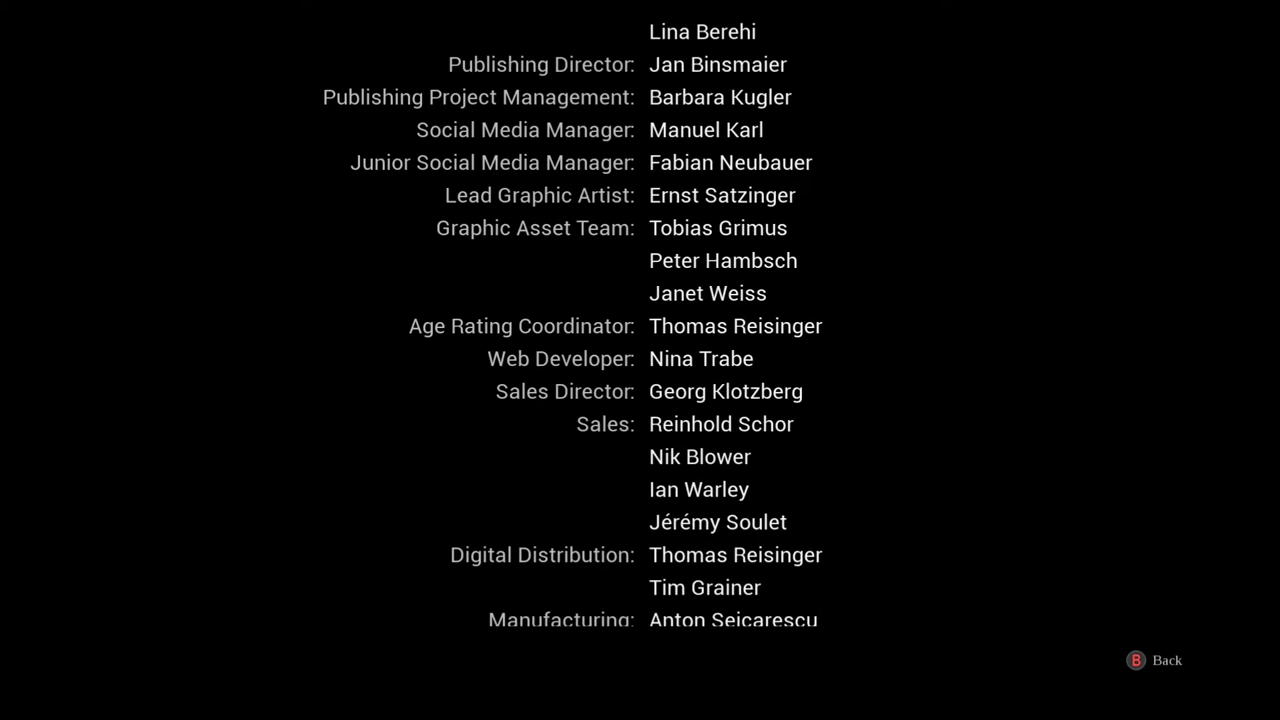 Lina Berehi
Publishing Director: Jan Binsmaier
Publishing Project Management: Barbara Kugler
Social Media Manager: Manuel Karl
Junior Social Media Manager: Fabian Neubauer
Lead Graphic Artist: Ernst Satzinger
Graphic Asset Team: Tobias Grimus
Peter Hambsch
Janet Weiss
Age Rating Coordinator: Thomas Reisinger
Web Developer: Nina Trabe
Sales Director: Georg Klotzberg
Sales: Reinhold Schor
Nik Blower
Ian Warley
Jérémy Soulet
Digital Distribution: Thomas Reisinger
Tim Grainer
Manufacturing: Anton Seicarescu
B Back